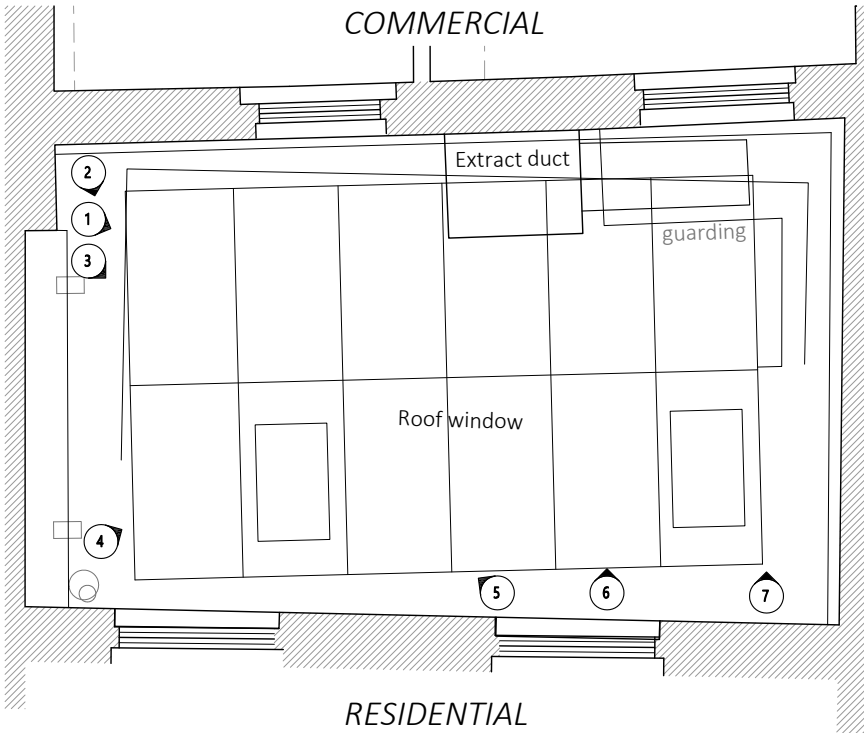 COMMERCIAL
2
Extract duct
1
guarding
3
Roof window
4
5
6
7
RESIDENTIAL